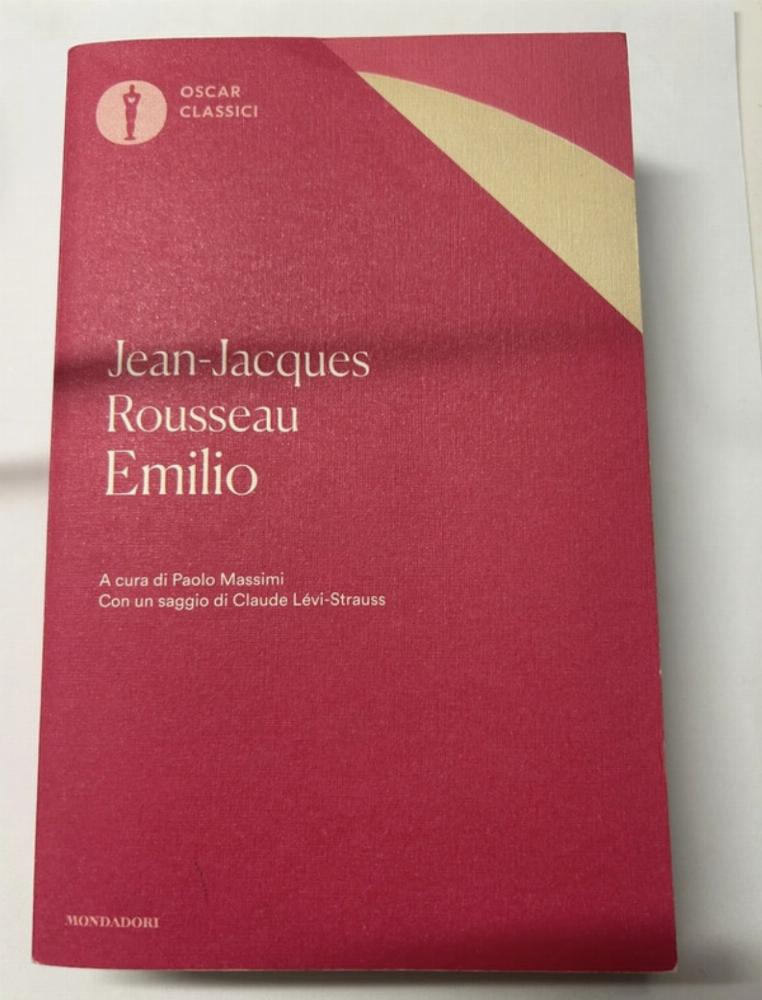 OSCAR
CLASSICI
Jean-Jacques
Rousseau
Emilio
A cura di Paolo Massimi
Con un saggio di Claude Lévi-Strauss
MONDADORI